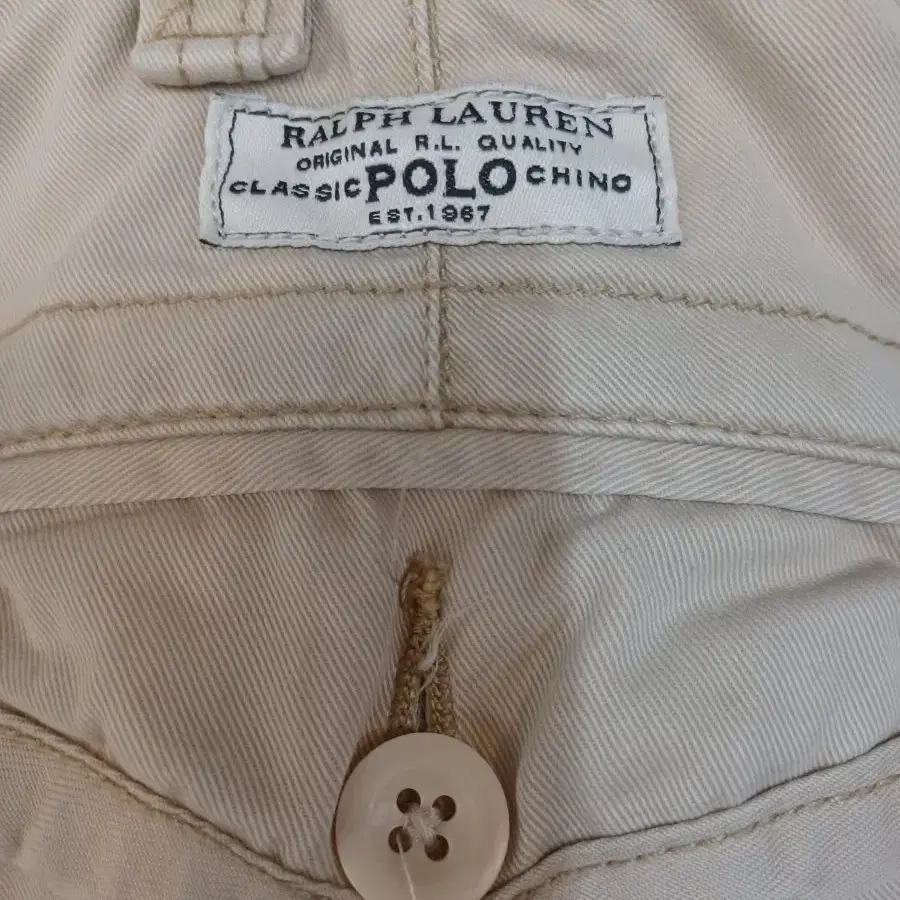 RALPH LAUREN
ORIGINAL R.L. QUALITY
CLASSIC POLO CHINO
EST. 1967